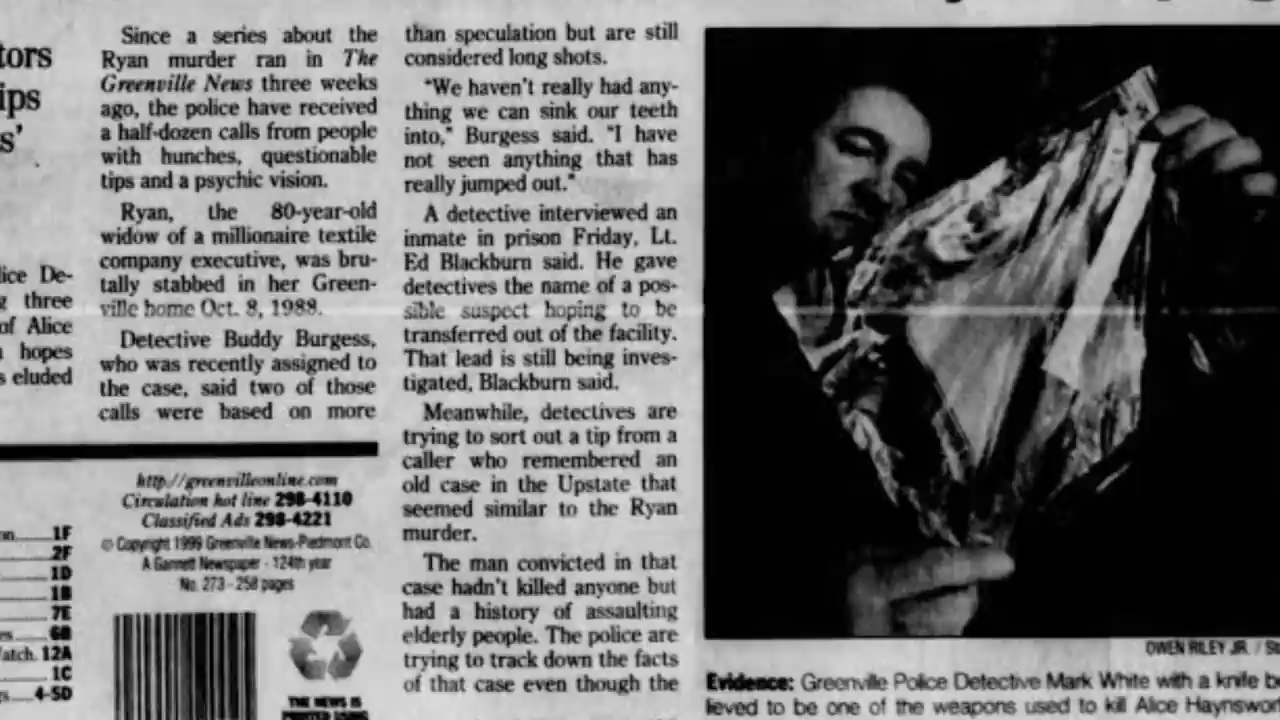 tors
ips
s'
lice De-
three
of Alice
hopes
s eluded
Since a series about the
Ryan murder ran in The
Greenville News three weeks
ago, the police have received
a half-dozen calls from people
with hunches, questionable
tips and a psychic vision.
Ryan, the 80-year-old
widow of a millionaire textile
company executive, was bru-
tally stabbed in her Green-
ville home Oct. 8, 1988.
Detective Buddy Burgess,
who was recently assigned to
the case, said two of those
calls were based on more
than speculation but are still
considered long shots.
"We haven't really had any-
thing we can sink our teeth
into," Burgess said. "I have
not seen anything that has
really jumped out."
A detective interviewed an
inmate in prison Friday, Lt.
Ed Blackburn said. He gave
detectives the name of a pos-
sible suspect hoping to be
transferred out of the facility.
That lead is still being inves-
tigated, Blackburn said.
Meanwhile, detectives are
trying to sort out a tip from a
caller who remembered an
old case in the Upstate that
seemed similar to the Ryan
murder.
The man convicted in that
case hadn't killed anyone but
had a history of assaulting
elderly people. The police are
trying to track down the facts
of that case even though the
http://greenvilleonline.com
Circulation hot line 298-4110
Classified Ads 298-4221
© Copyright 1999 Greenville News-Piedmont Co.
A Gannett Newspaper - 124th year
No. 273 - 258 pages
1F
2F
1D
1B
7E
6B
Watch. 12A
1C
4-5D
THE NEWS IS
PRINTED USING
OWEN RILEY JR. / St
Evidence: Greenville Police Detective Mark White with a knife be
lieved to be one of the weapons used to kill Alice Haynswor